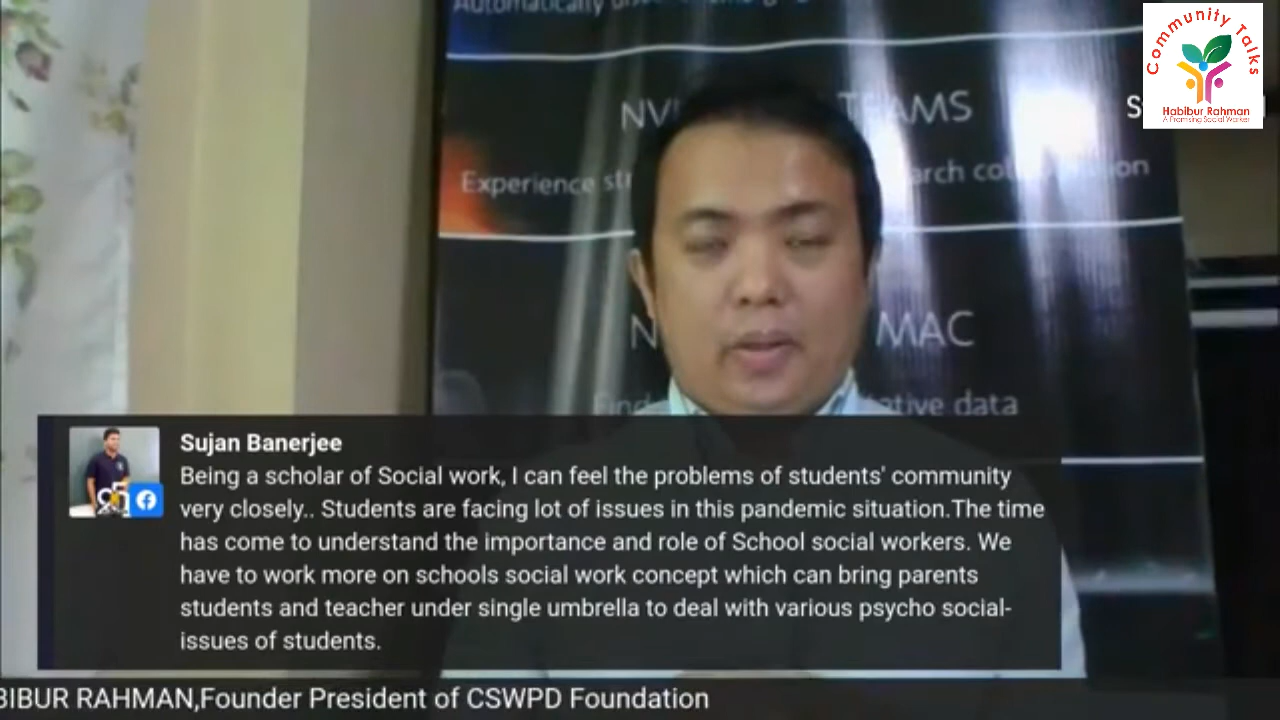 Automatically
Community Talks
Habibur Rahman
A Promising Social Worker
TEAMS
Experience
MAC
data
Sujan Banerjee
Being a scholar of Social work, I can feel the problems of students' community
very closely.. Students are facing lot of issues in this pandemic situation.The time
has come to understand the importance and role of School social workers. We
have to work more on schools social work concept which can bring parents
students and teacher under single umbrella to deal with various psycho social-
issues of students.
BIBUR RAHMAN,Founder President of CSWPD Foundation